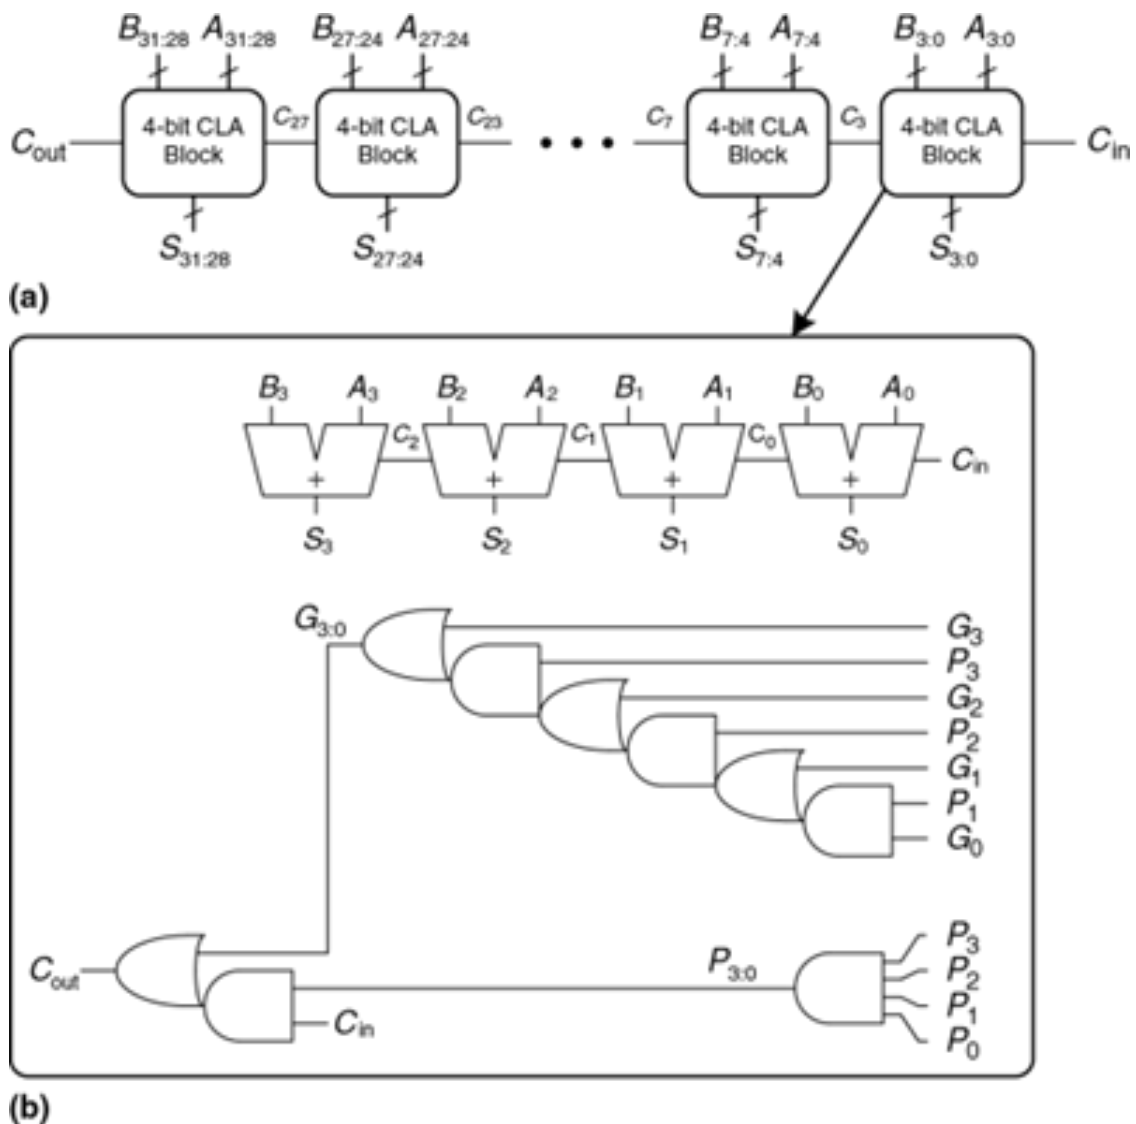 B31:28 A31:28 B27:24 A27:24 B7:4 A7:4 B3:0 A3:0
Cout 4-bit CLA Block C27 4-bit CLA Block C23 C7 4-bit CLA Block C3 4-bit CLA Block Cin
S31:28 S27:24 S7:4 S3:0
(a)
B3 A3 B2 A2 B1 A1 B0 A0
C2 C1 C0 Cin
+ + + +
S3 S2 S1 S0
G3:0 G3
P3
G2
P2
G1
P1
G0
P3:0 P3
Cout P2
Cin P1
P0
(b)